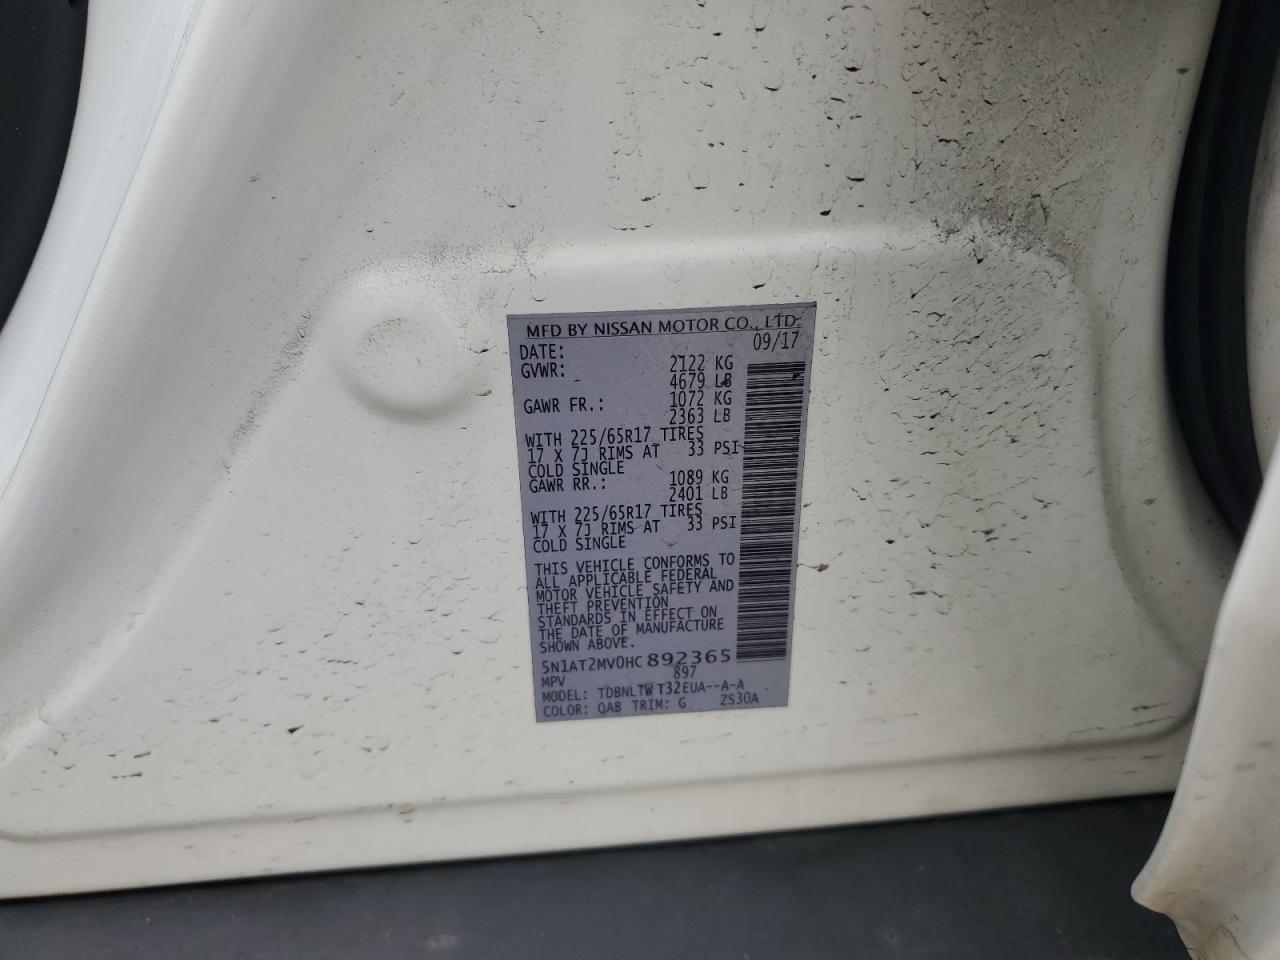 MFD BY NISSAN MOTOR CO., LTD.
DATE: 09/17
GVWR: 2122 KG
4679 LB
GAWR FR.: 1072 KG
2363 LB
WITH 225/65R17 TIRES
17 X 7J RIMS AT 33 PSI
COLD SINGLE
GAWR RR.: 1089 KG
2401 LB
WITH 225/65R17 TIRES
17 X 7J RIMS AT 33 PSI
COLD SINGLE
THIS VEHICLE CONFORMS TO
ALL APPLICABLE FEDERAL
MOTOR VEHICLE SAFETY AND
THEFT PREVENTION
STANDARDS IN EFFECT ON
THE DATE OF MANUFACTURE
SHOWN ABOVE.
5N1AT2MV0HC892365
MPV 897
MODEL: TDBNLTWT32EUA--A-A
COLOR: QAB TRIM: G ZS30A